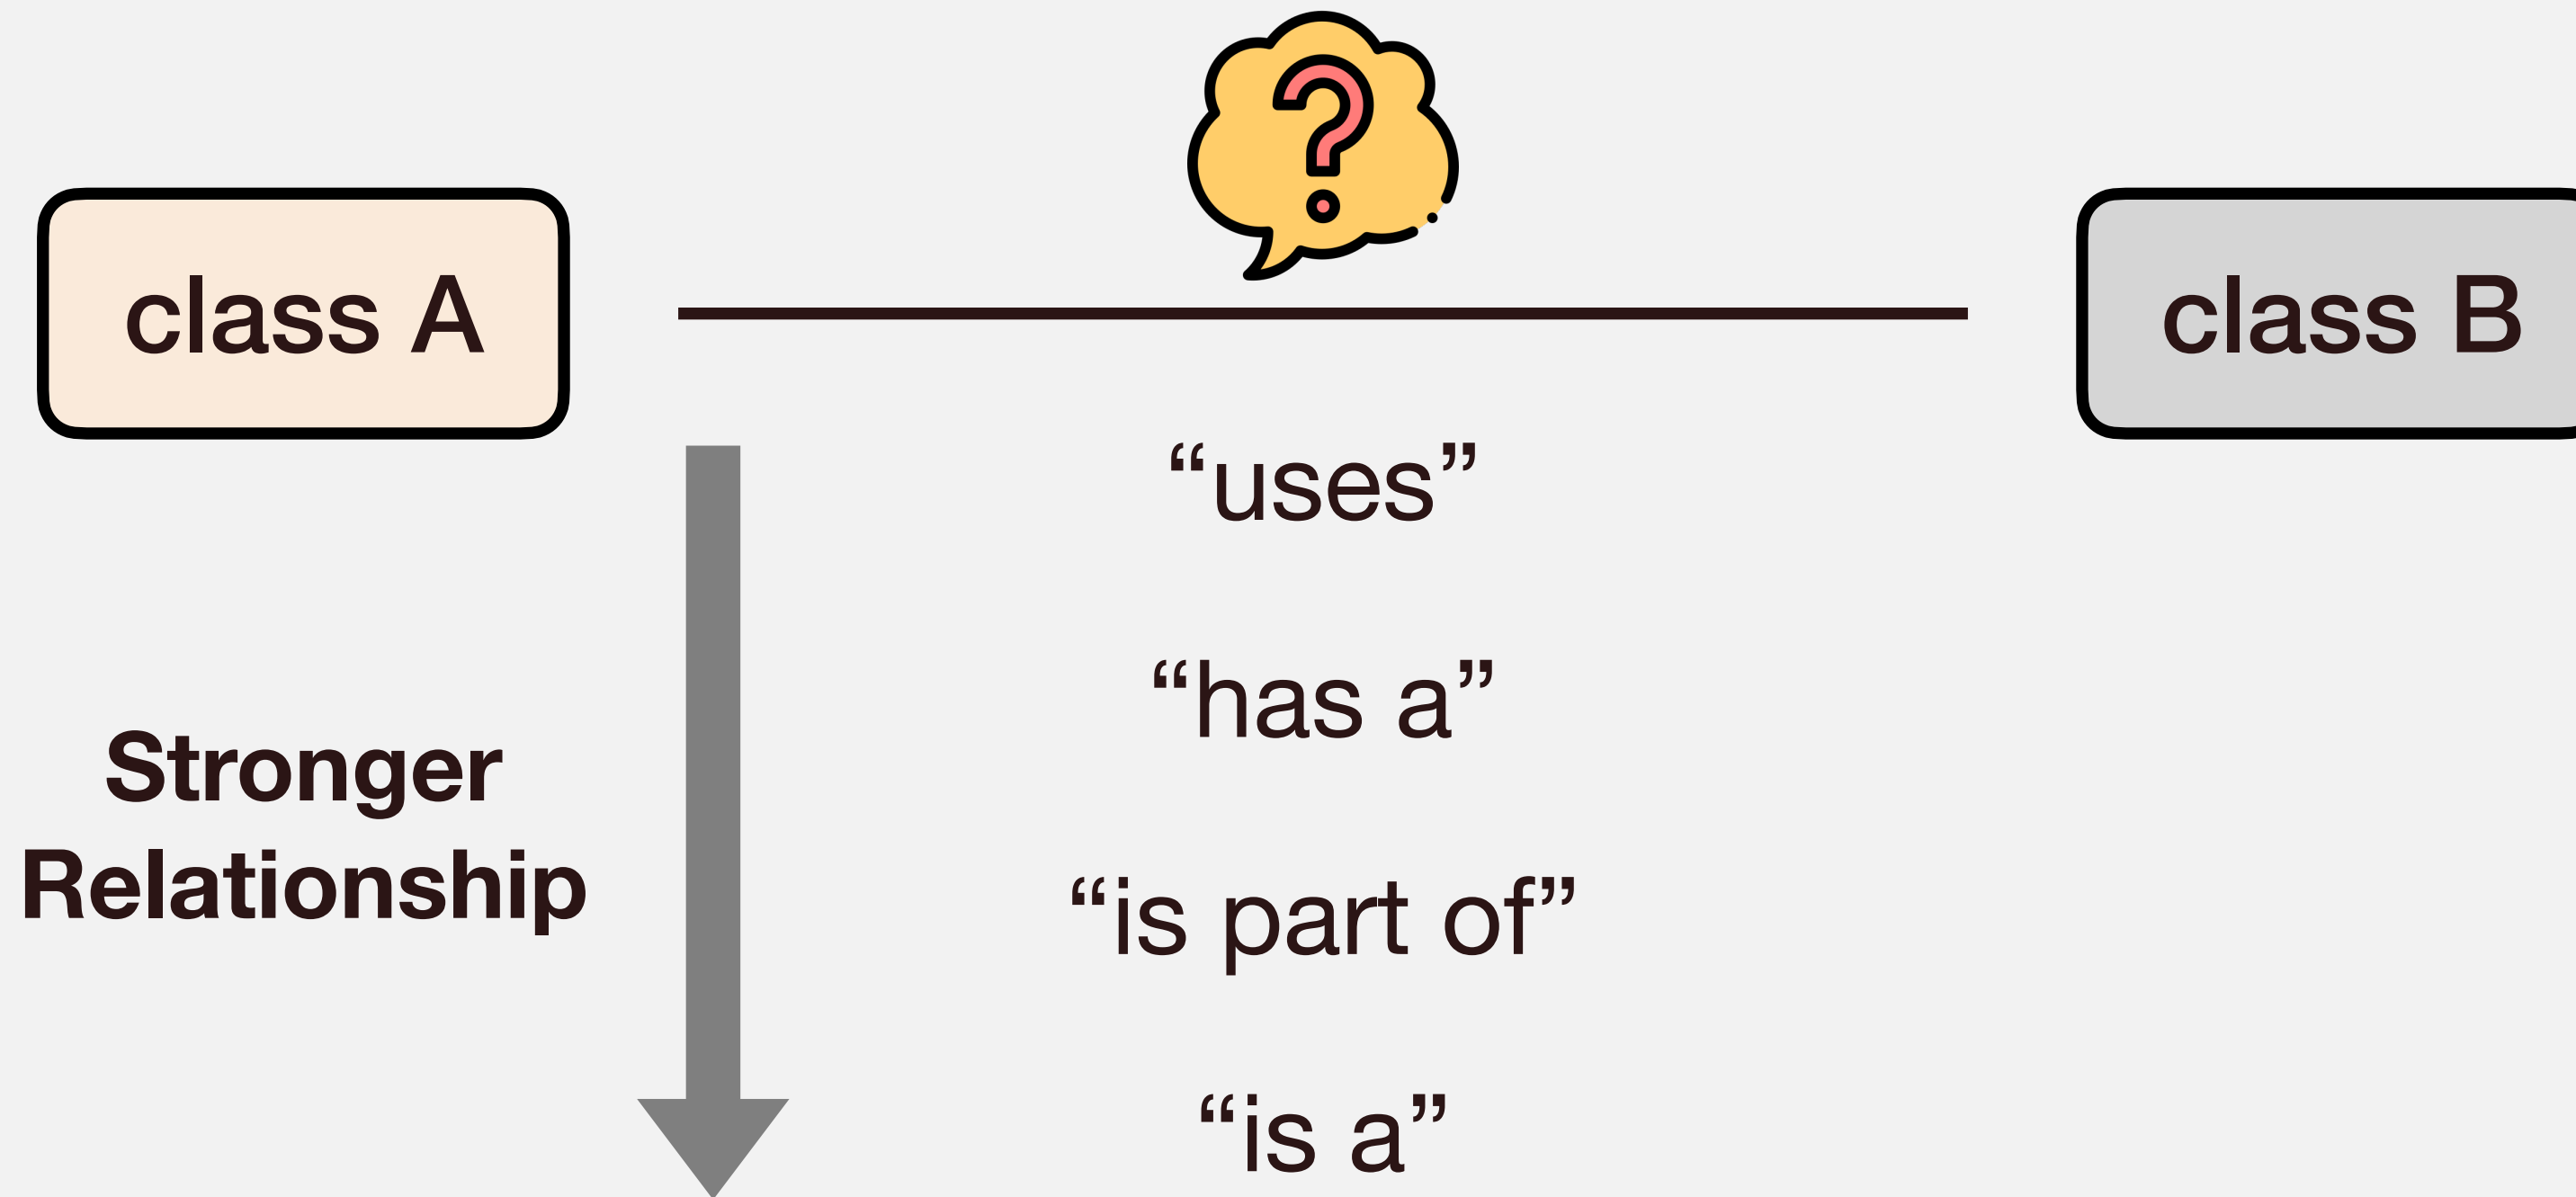 class A
?
class B
“uses”
“has a”
Stronger
Relationship
“is part of”
“is a”